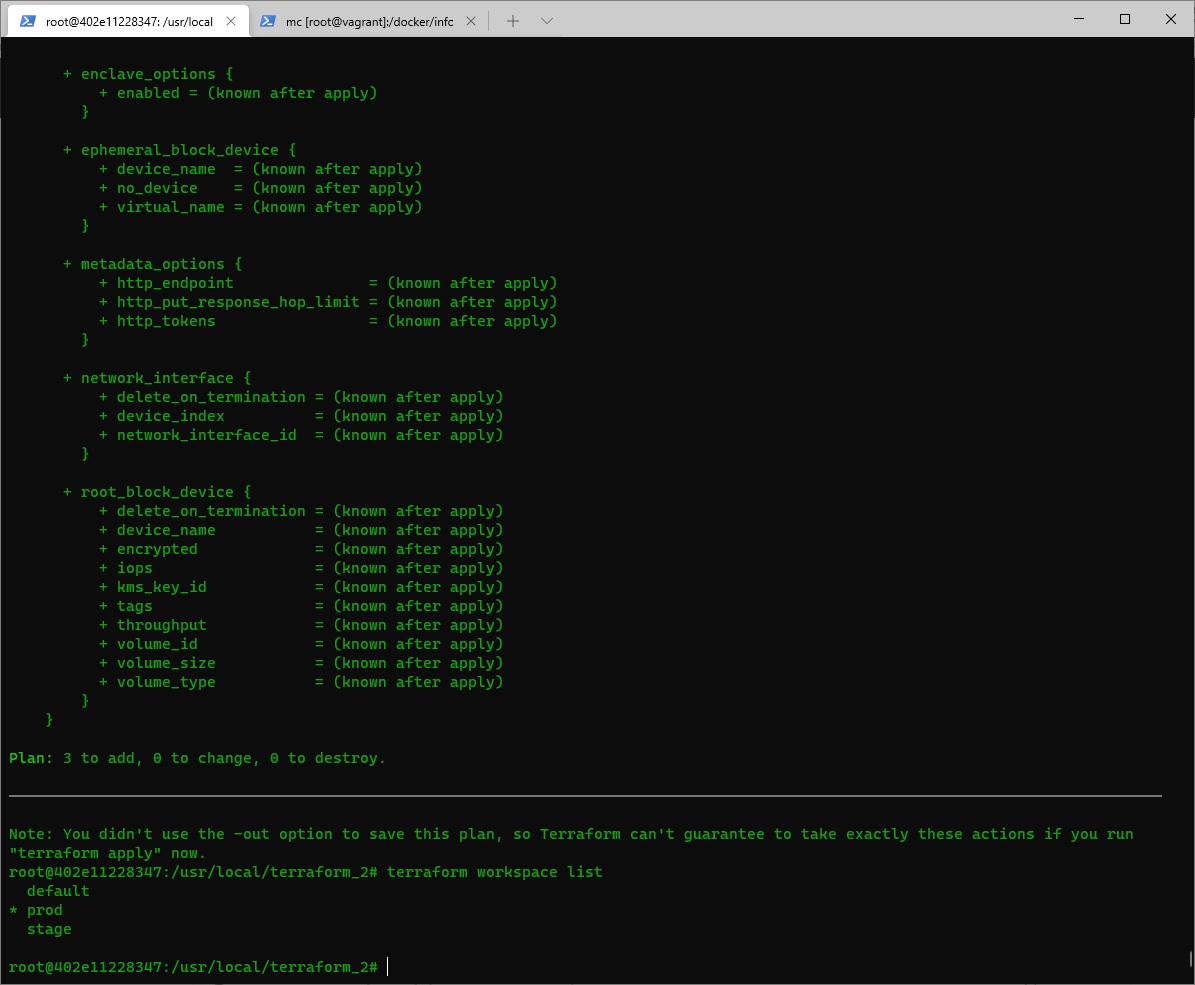 root@402e11228347: /usr/local
mc [root@vagrant]:/docker/infc
+ enclave_options {
+ enabled = (known after apply)
}
+ ephemeral_block_device {
+ device_name  = (known after apply)
+ no_device    = (known after apply)
+ virtual_name = (known after apply)
}
+ metadata_options {
+ http_endpoint               = (known after apply)
+ http_put_response_hop_limit = (known after apply)
+ http_tokens                 = (known after apply)
}
+ network_interface {
+ delete_on_termination = (known after apply)
+ device_index          = (known after apply)
+ network_interface_id  = (known after apply)
}
+ root_block_device {
+ delete_on_termination = (known after apply)
+ device_name           = (known after apply)
+ encrypted             = (known after apply)
+ iops                  = (known after apply)
+ kms_key_id            = (known after apply)
+ tags                  = (known after apply)
+ throughput            = (known after apply)
+ volume_id             = (known after apply)
+ volume_size           = (known after apply)
+ volume_type           = (known after apply)
}
}
Plan: 3 to add, 0 to change, 0 to destroy.
Note: You didn't use the -out option to save this plan, so Terraform can't guarantee to take exactly these actions if you run
"terraform apply" now.
root@402e11228347:/usr/local/terraform_2# terraform workspace list
default
* prod
stage
root@402e11228347:/usr/local/terraform_2#